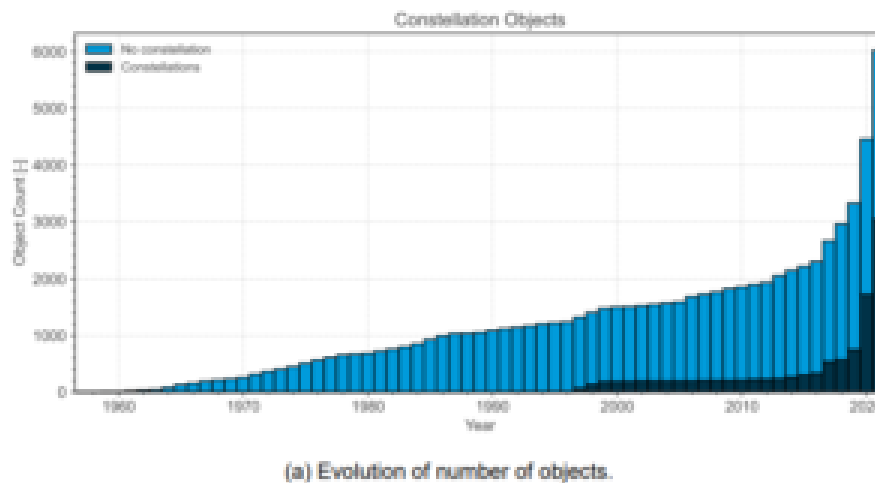 Constellation Objects
No constellation
Constellations
6000
5000
4000
3000
2000
1000
0
Object Count [-]
1960 1970 1980 1990 2000 2010 202
Year
(a) Evolution of number of objects.